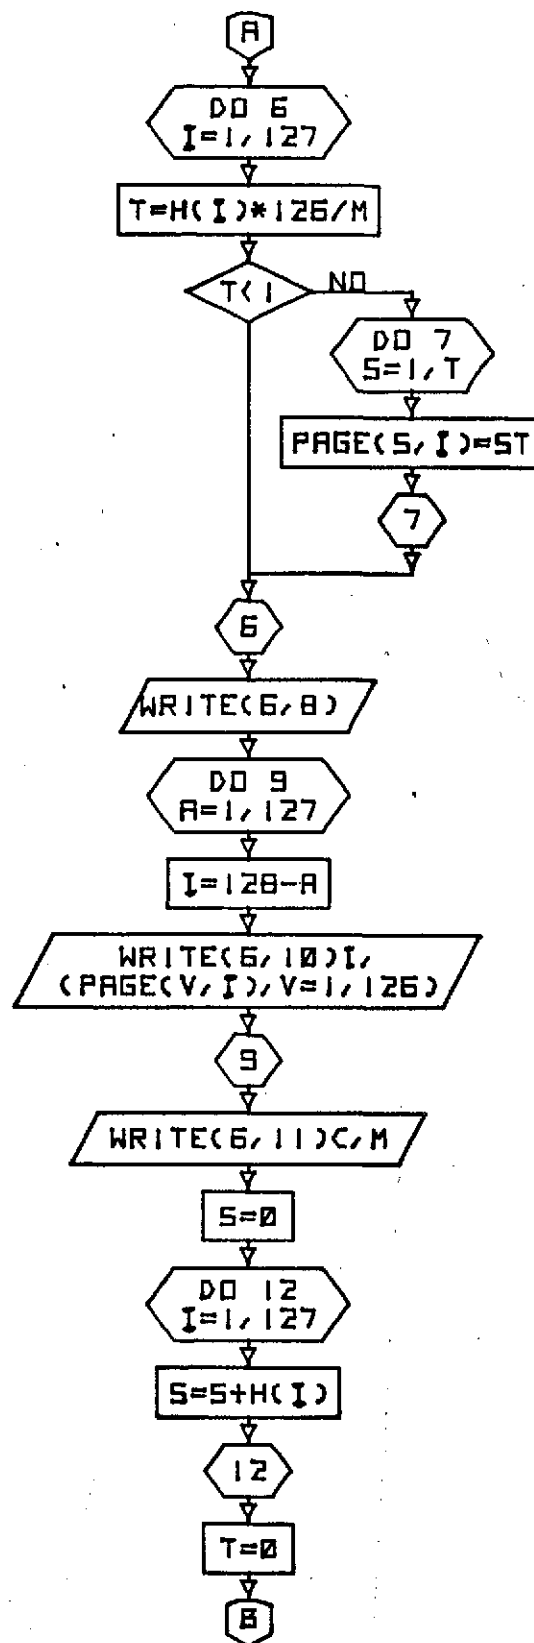 A
DO 6
I=1,127
T=H(I)*126/M
T<1
NO
DO 7
S=1,T
PAGE(S,I)=ST
7
6
WRITE(6,8)
DO 9
A=1,127
I=128-A
WRITE(6,10)I,
(PAGE(V,I),V=1,126)
9
WRITE(6,11)C,M
S=0
DO 12
I=1,127
S=S+H(I)
12
T=0
B